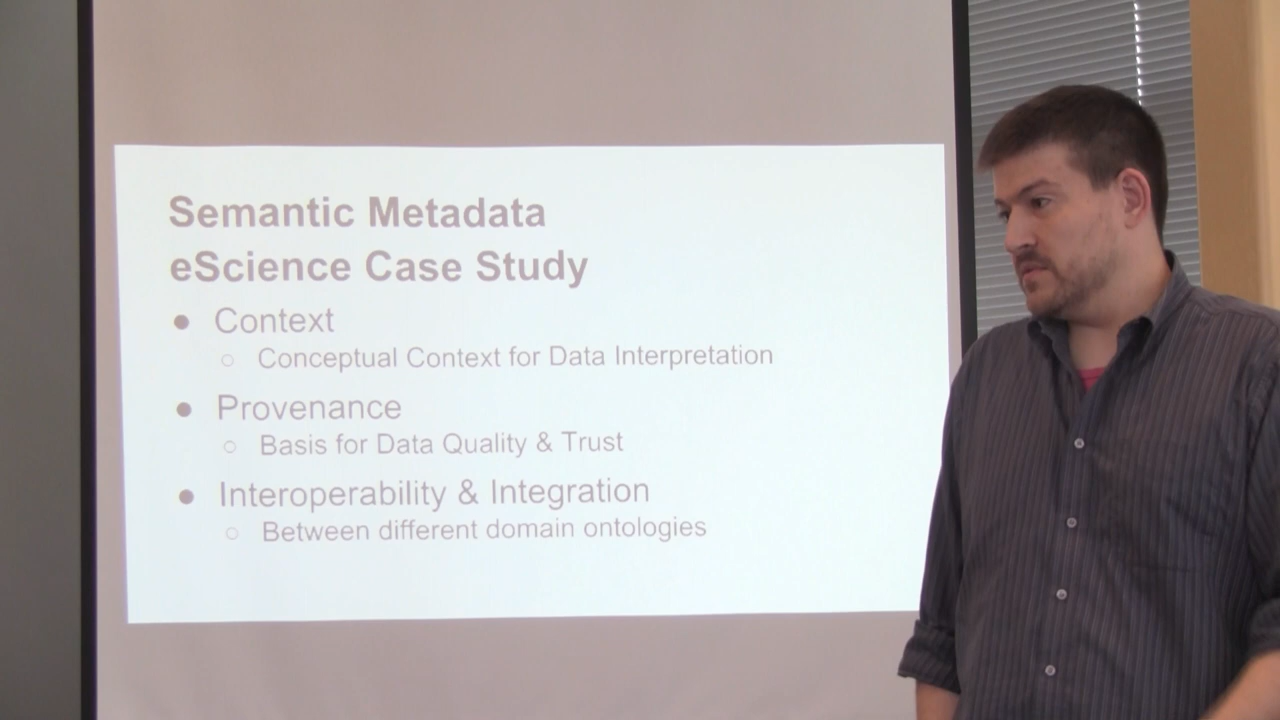 Semantic Metadata
eScience Case Study
● Context
○ Conceptual Context for Data Interpretation
● Provenance
○ Basis for Data Quality & Trust
● Interoperability & Integration
○ Between different domain ontologies